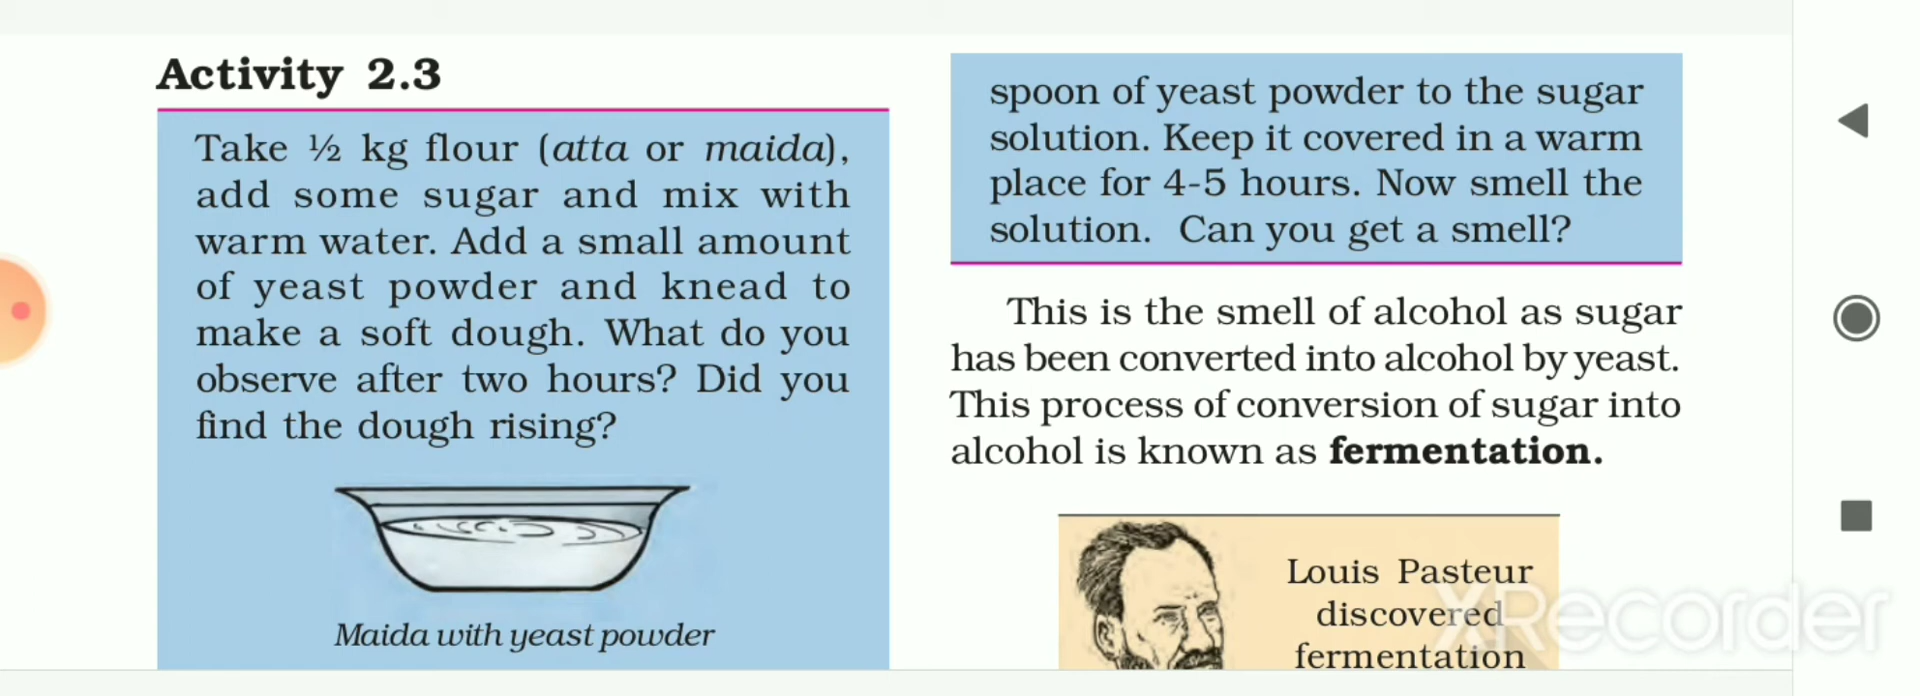 Activity 2.3
Take ½ kg flour (atta or maida),
add some sugar and mix with
warm water. Add a small amount
of yeast powder and knead to
make a soft dough. What do you
observe after two hours? Did you
find the dough rising?
Maida with yeast powder
spoon of yeast powder to the sugar
solution. Keep it covered in a warm
place for 4-5 hours. Now smell the
solution. Can you get a smell?
This is the smell of alcohol as sugar
has been converted into alcohol by yeast.
This process of conversion of sugar into
alcohol is known as fermentation.
Louis Pasteur
discovered
fermentation
XRecorder